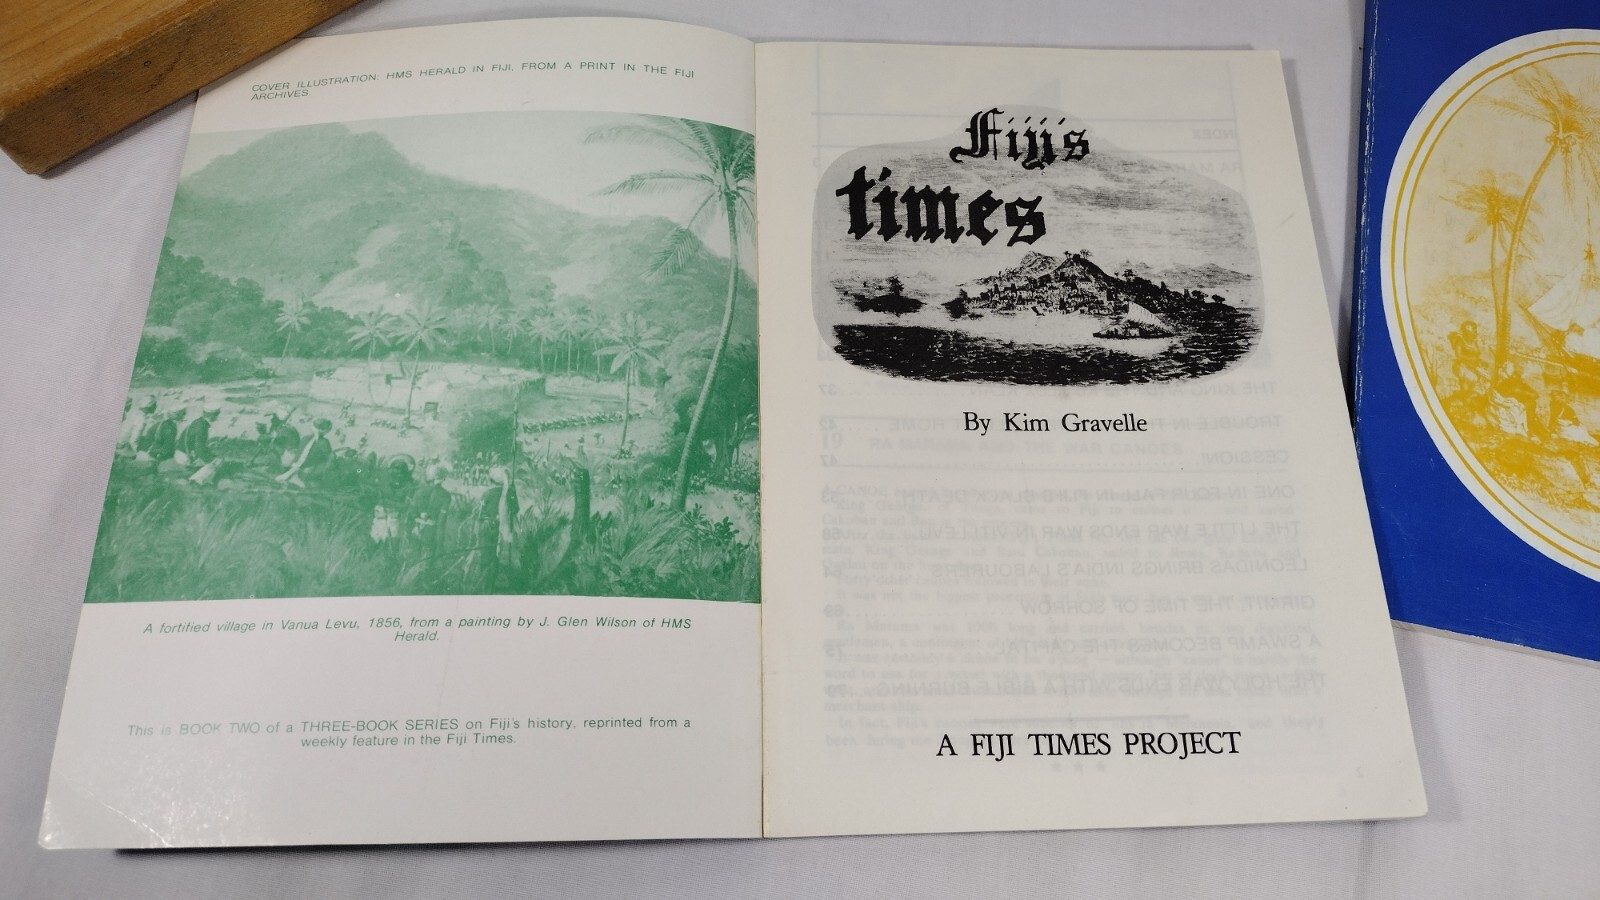 COVER ILLUSTRATION: HMS HERALD IN FIJI. FROM A PRINT IN THE FIJI
ARCHIVES
A fortified village in Vanua Levu, 1856, from a painting by J. Glen Wilson of HMS
Herald.
This is BOOK TWO of a THREE-BOOK SERIES on Fiji's history, reprinted from a
weekly feature in the Fiji Times.
Fiji's
times
By Kim Gravelle
A FIJI TIMES PROJECT